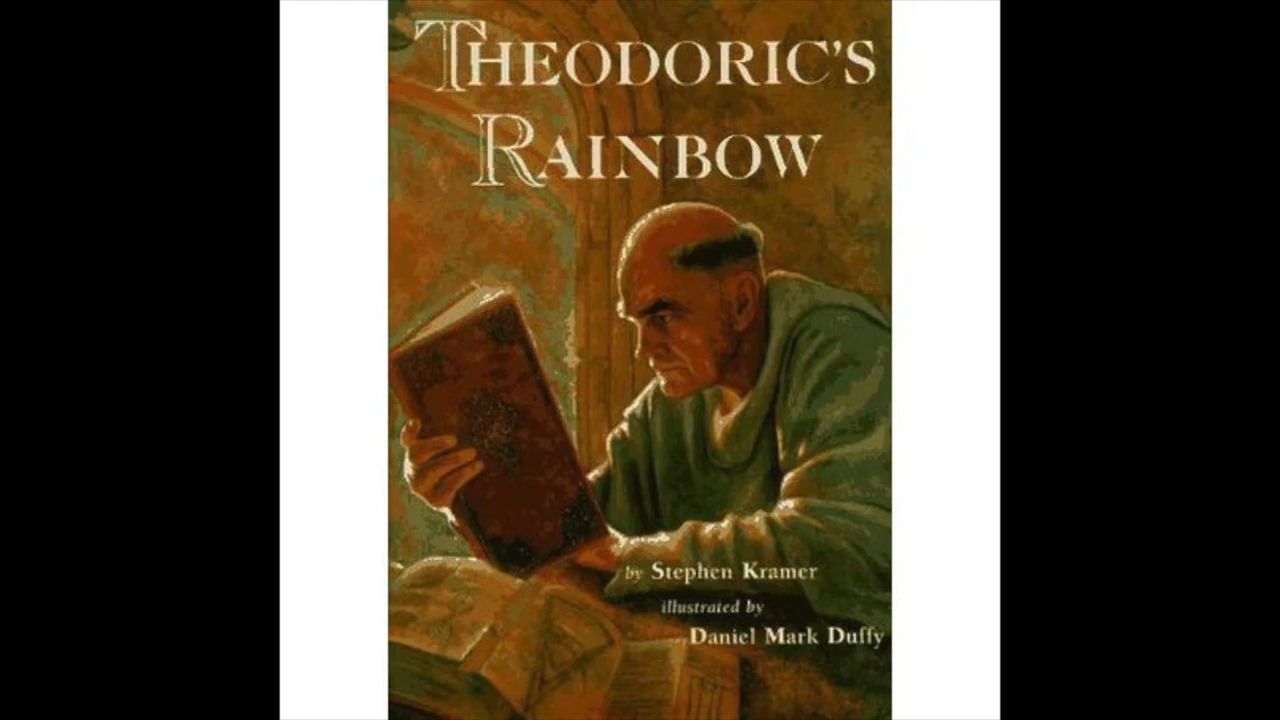 THEODORIC'S
RAINBOW
by Stephen Kramer
illustrated by
Daniel Mark Duffy